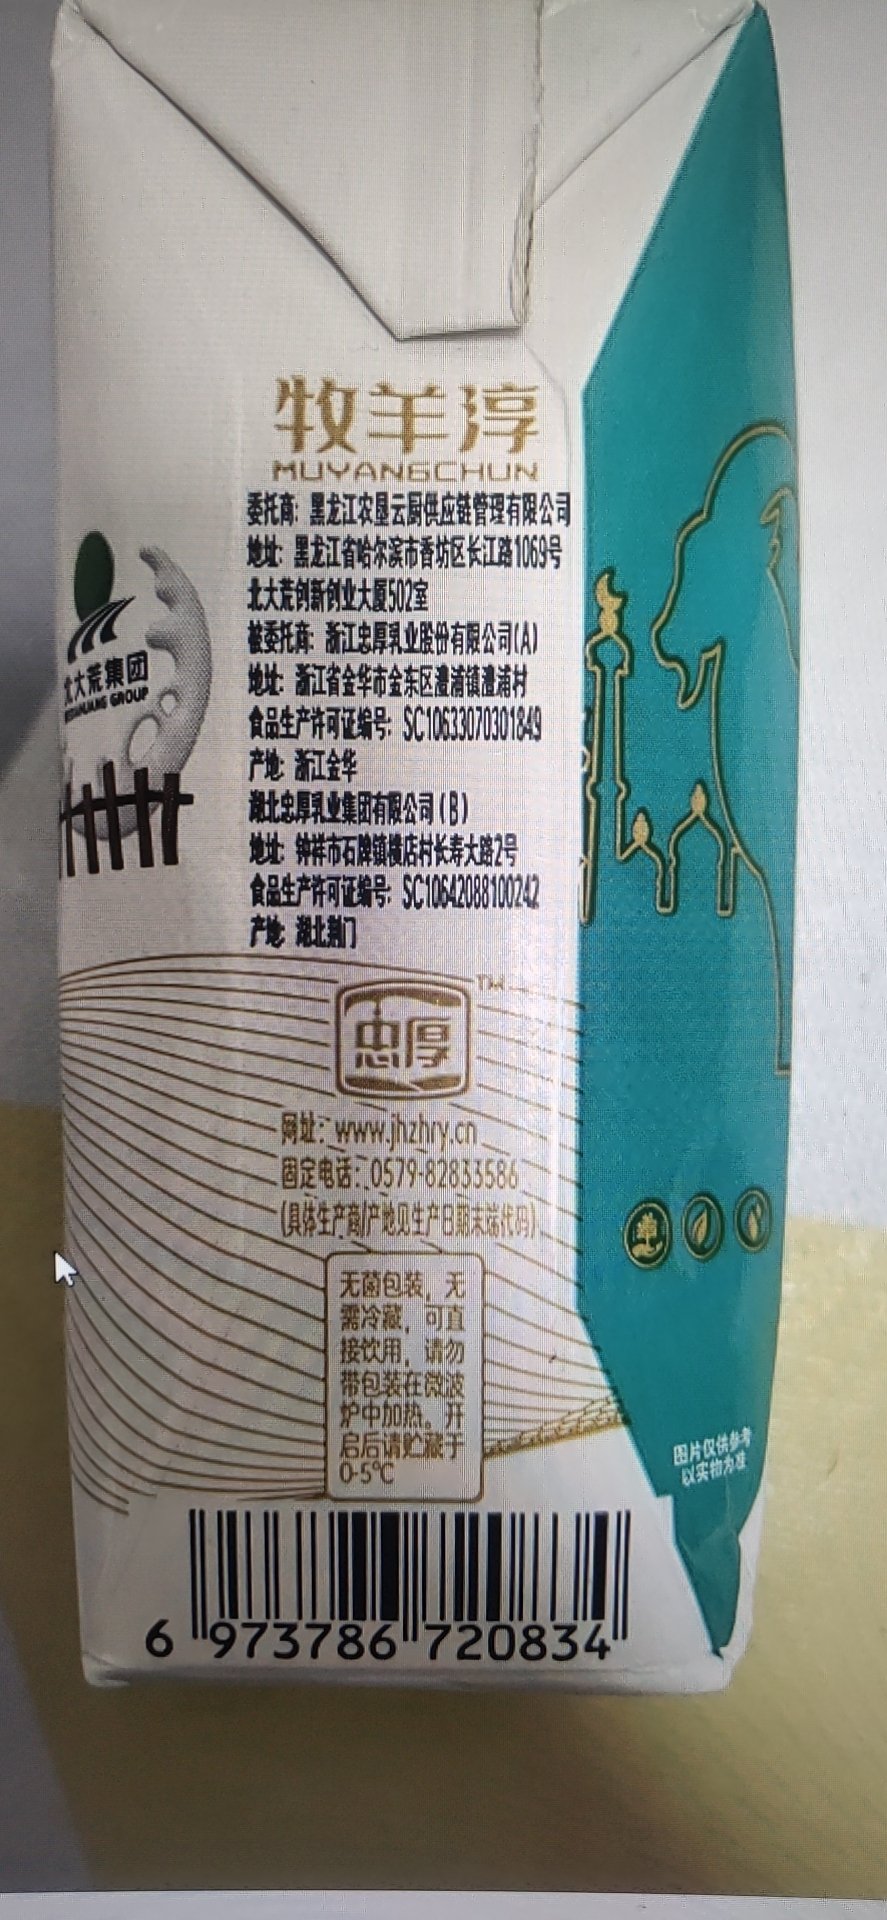 牧羊淳
MUYANGCHUN
委托商：黑龙江农垦云厨供应链管理有限公司
地址：黑龙江省哈尔滨市香坊区长江路1069号
北大荒创新创业大厦502室
被委托商：浙江忠厚乳业股份有限公司(A)
地址：浙江省金华市金东区澧浦镇澧浦村
食品生产许可证编号：SC10633070301849
产地：浙江金华
湖北忠厚乳业集团有限公司(B)
地址：钟祥市石牌镇横店村长寿大路2号
食品生产许可证编号：SC10642088100242
产地：湖北荆门
大荒集团
GROUP
忠厚
TM
网址：www.jhzhry.cn
固定电话：0579-82833586
(具体生产商/产地见生产日期末端代码)
无菌包装，无
需冷藏，可直
接饮用，请勿
带包装在微波
炉中加热。开
启后请贮藏于
0-5℃
图片仅供参考
以实物为准
6 973786 720834